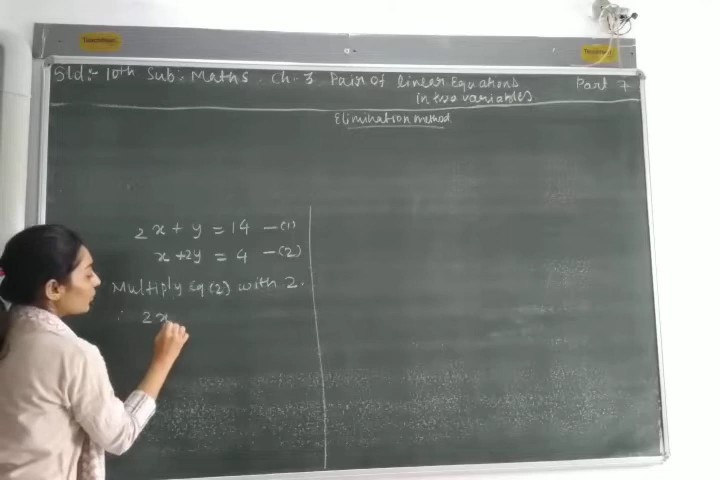 Std:- 10th Sub:- Maths. Ch. 3 Pair of linear Equations in two variables. Part 7
Elimination method
2x + y = 14 —(1)
x + 2y = 4 —(2)
Multiply Eq(2) with 2.
∴ 2x